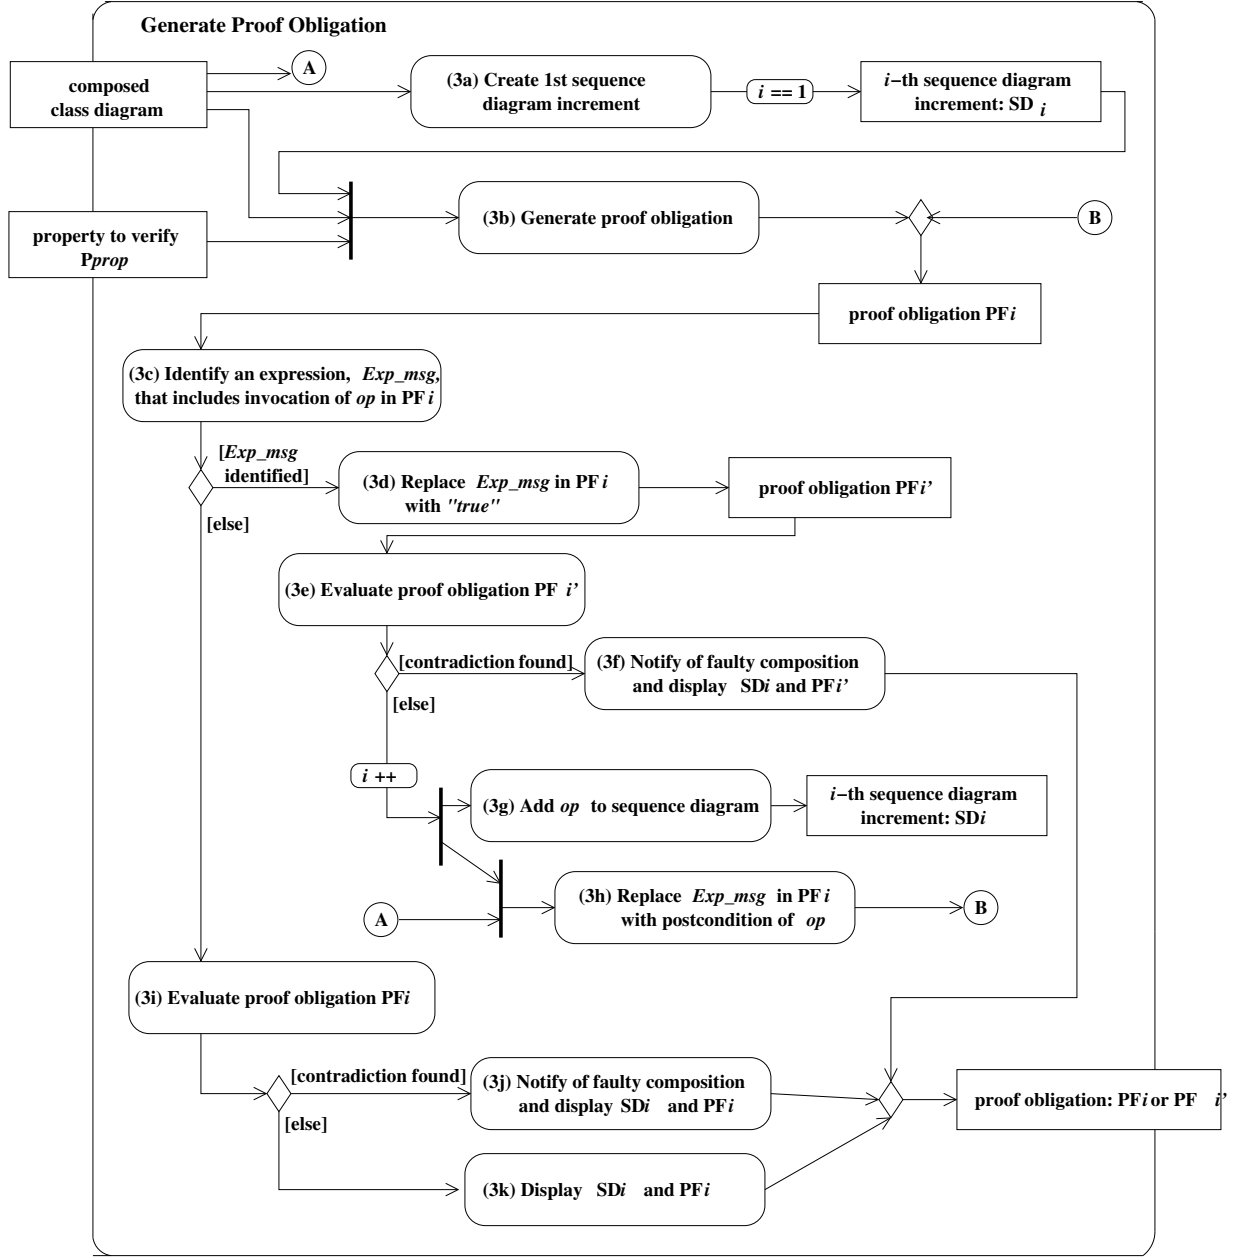 Generate Proof Obligation
composed
class diagram
A
(3a) Create 1st sequence
diagram increment
i == 1
i−th sequence diagram
increment: SD i
property to verify
Pprop
(3b) Generate proof obligation
B
proof obligation PFi
(3c) Identify an expression, Exp_msg,
that includes invocation of op in PFi
[Exp_msg
identified]
[else]
(3d) Replace Exp_msg in PFi
with "true"
proof obligation PFi’
(3e) Evaluate proof obligation PF i’
[contradiction found]
[else]
(3f) Notify of faulty composition
and display SDi and PFi’
i ++
(3g) Add op to sequence diagram
i−th sequence diagram
increment: SDi
A
(3h) Replace Exp_msg in PFi
with postcondition of op
B
(3i) Evaluate proof obligation PFi
[contradiction found]
[else]
(3j) Notify of faulty composition
and display SDi and PFi
proof obligation: PFi or PF i’
(3k) Display SDi and PFi